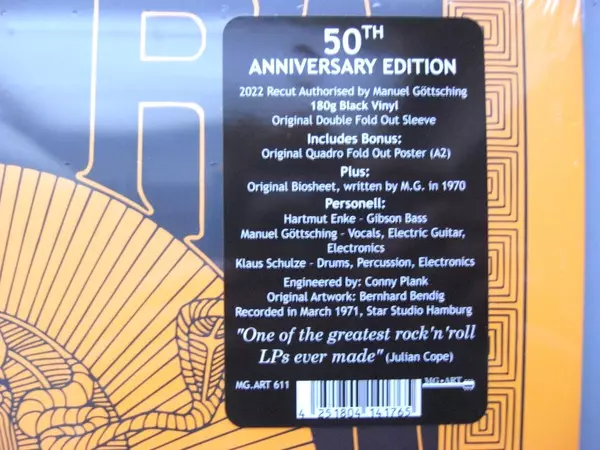 RA
50TH
ANNIVERSARY EDITION
2022 Recut Authorised by Manuel Göttsching
180g Black Vinyl
Original Double Fold Out Sleeve
Includes Bonus:
Original Quadro Fold Out Poster (A2)
Plus:
Original Biosheet, written by M.G. in 1970
Personell:
Hartmut Enke - Gibson Bass
Manuel Göttsching - Vocals, Electric Guitar,
Electronics
Klaus Schulze - Drums, Percussion, Electronics
Engineered by: Conny Plank
Original Artwork: Bernhard Bendig
Recorded in March 1971, Star Studio Hamburg
"One of the greatest rock'n'roll
LPs ever made" (Julian Cope)
MG.ART 611
MG•ART
4 251804 141765